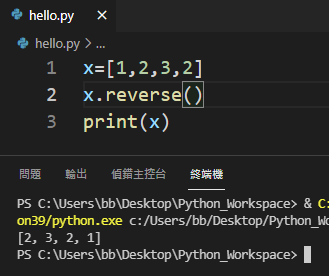 hello.py ×
hello.py > ...
1 x=[1,2,3,2]
2 x.reverse()
3 print(x)
問題 輸出 偵錯主控台 終端機
PS C:\Users\bb\Desktop\Python_Workspace> & C:
on39/python.exe c:/Users/bb/Desktop/Python_Wo
[2, 3, 2, 1]
PS C:\Users\bb\Desktop\Python_Workspace>